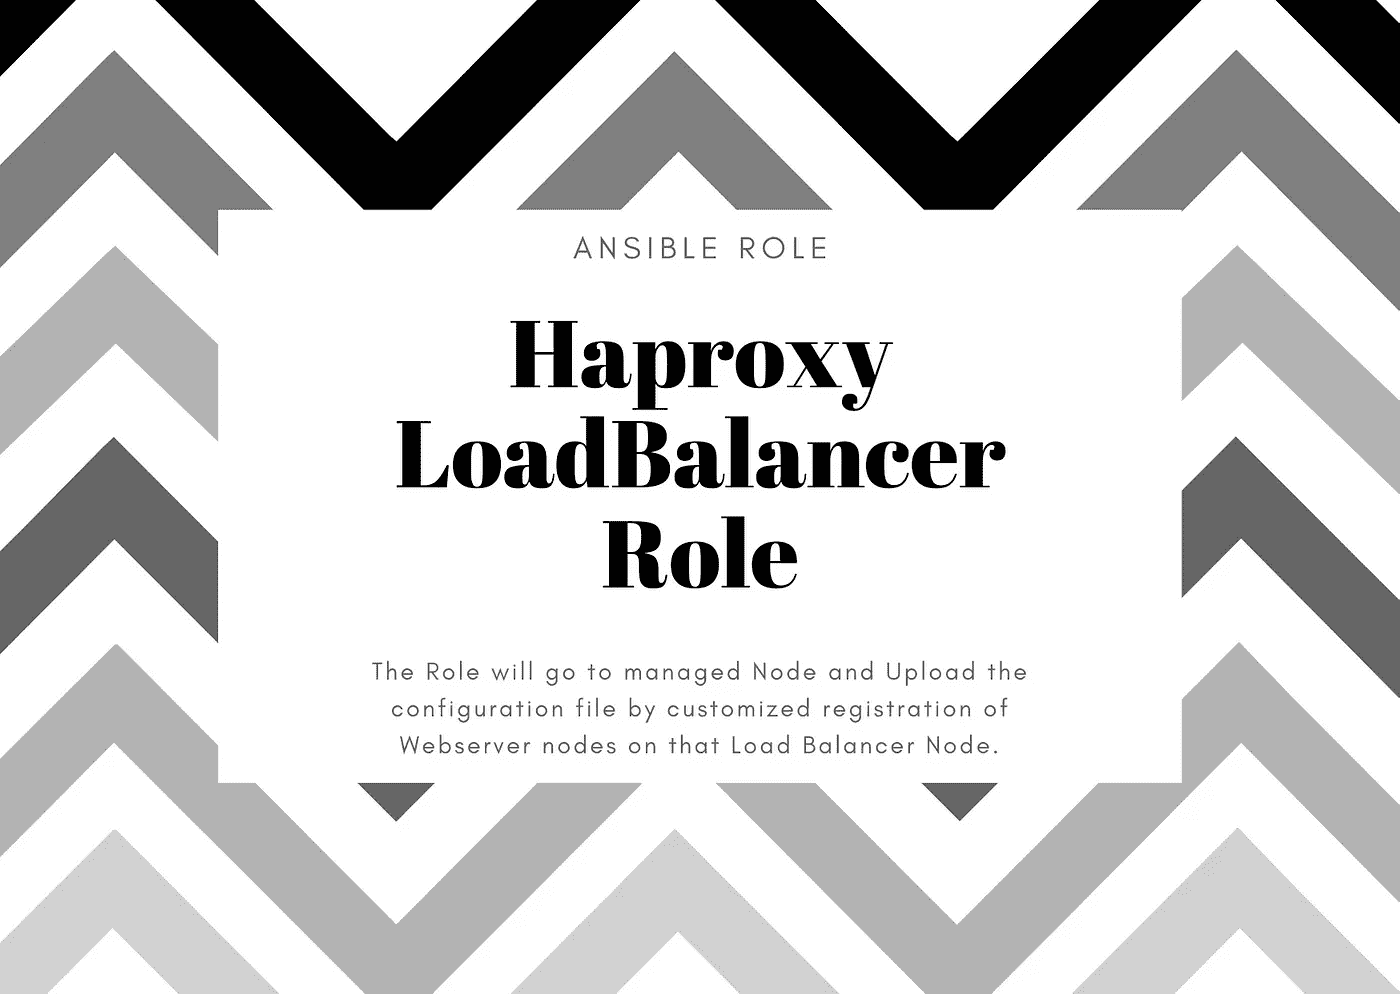 ANSIBLE ROLE
Haproxy
LoadBalancer
Role
The Role will go to managed Node and Upload the
configuration file by customized registration of
Webserver nodes on that Load Balancer Node.